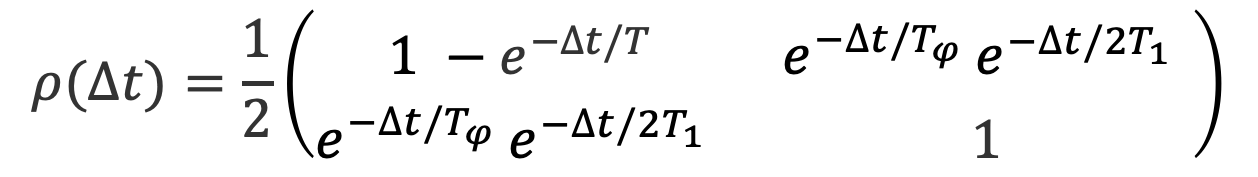 ρ(Δt) = 1/2 ( 1 − e^{−Δt/T}   e^{−Δt/T_φ} e^{−Δt/2T_1}
e^{−Δt/T_φ} e^{−Δt/2T_1}   1 )